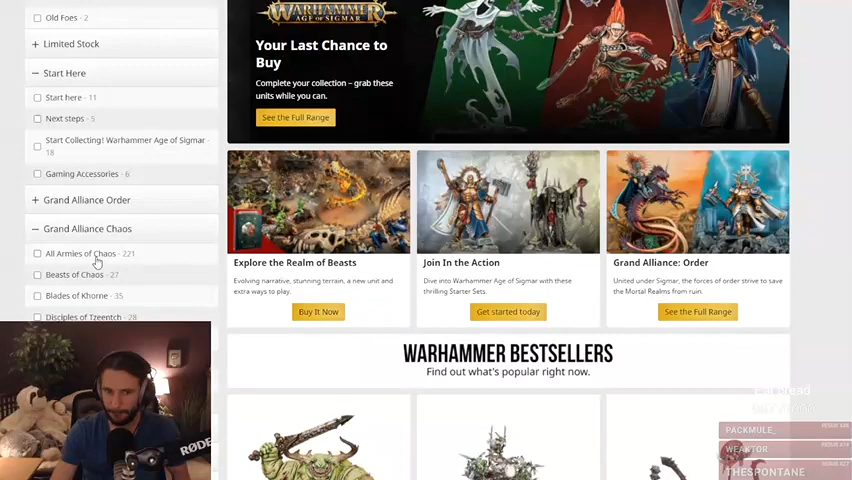 Old Foes - 2
+ Limited Stock
— Start Here
Start here - 11
Next steps - 5
Start Collecting! Warhammer Age of Sigmar -
18
Gaming Accessories - 6
+ Grand Alliance Order
— Grand Alliance Chaos
All Armies of Chaos - 221
Beasts of Chaos - 27
Blades of Khorne - 35
Disciples of Tzeentch - 28
WARHAMMER
AGE OF SIGMAR
Your Last Chance to
Buy
Complete your collection – grab these
units while you can.
See the Full Range
Explore the Realm of Beasts
Evolving narrative, stunning terrain, a new unit and
extra ways to play.
Buy It Now
Join In the Action
Dive into Warhammer Age of Sigmar with these
thrilling Starter Sets.
Get started today
Grand Alliance: Order
United under Sigmar, the forces of order strive to save
the Mortal Realms from ruin.
See the Full Range
WARHAMMER BESTSELLERS
Find out what's popular right now.
RØDE
PACKMULE_
WEAKTOR
THESPONTANE